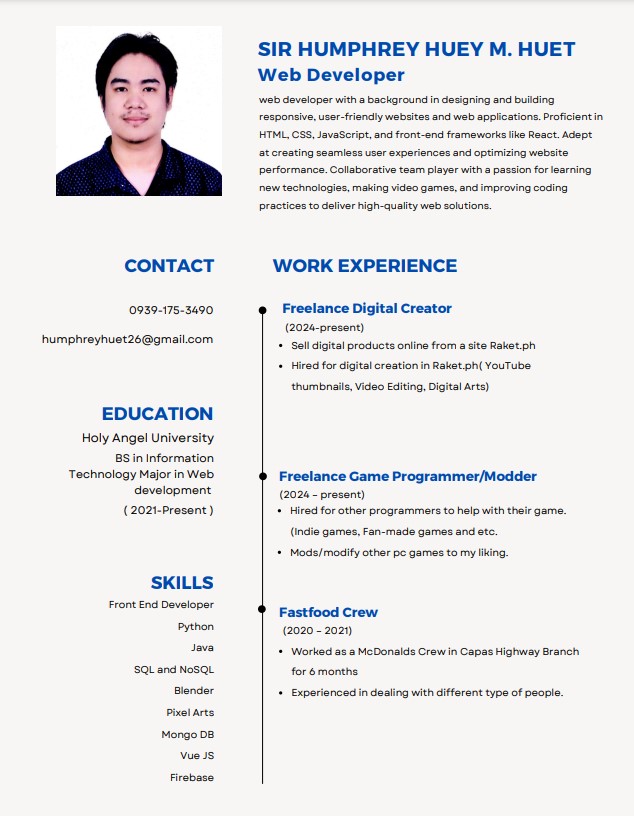 SIR HUMPHREY HUEY M. HUET
Web Developer
web developer with a background in designing and building
responsive, user-friendly websites and web applications. Proficient in
HTML, CSS, JavaScript, and front-end frameworks like React. Adept
at creating seamless user experiences and optimizing website
performance. Collaborative team player with a passion for learning
new technologies, making video games, and improving coding
practices to deliver high-quality web solutions.
CONTACT
0939-175-3490
humphreyhuet26@gmail.com
EDUCATION
Holy Angel University
BS in Information
Technology Major in Web
development
( 2021-Present )
SKILLS
Front End Developer
Python
Java
SQL and NoSQL
Blender
Pixel Arts
Mongo DB
Vue JS
Firebase
WORK EXPERIENCE
Freelance Digital Creator
(2024-present)
• Sell digital products online from a site Raket.ph
• Hired for digital creation in Raket.ph( YouTube
thumbnails, Video Editing, Digital Arts)
Freelance Game Programmer/Modder
(2024 – present)
• Hired for other programmers to help with their game.
(Indie games, Fan-made games and etc.
• Mods/modify other pc games to my liking.
Fastfood Crew
(2020 – 2021)
• Worked as a McDonalds Crew in Capas Highway Branch
for 6 months
• Experienced in dealing with different type of people.